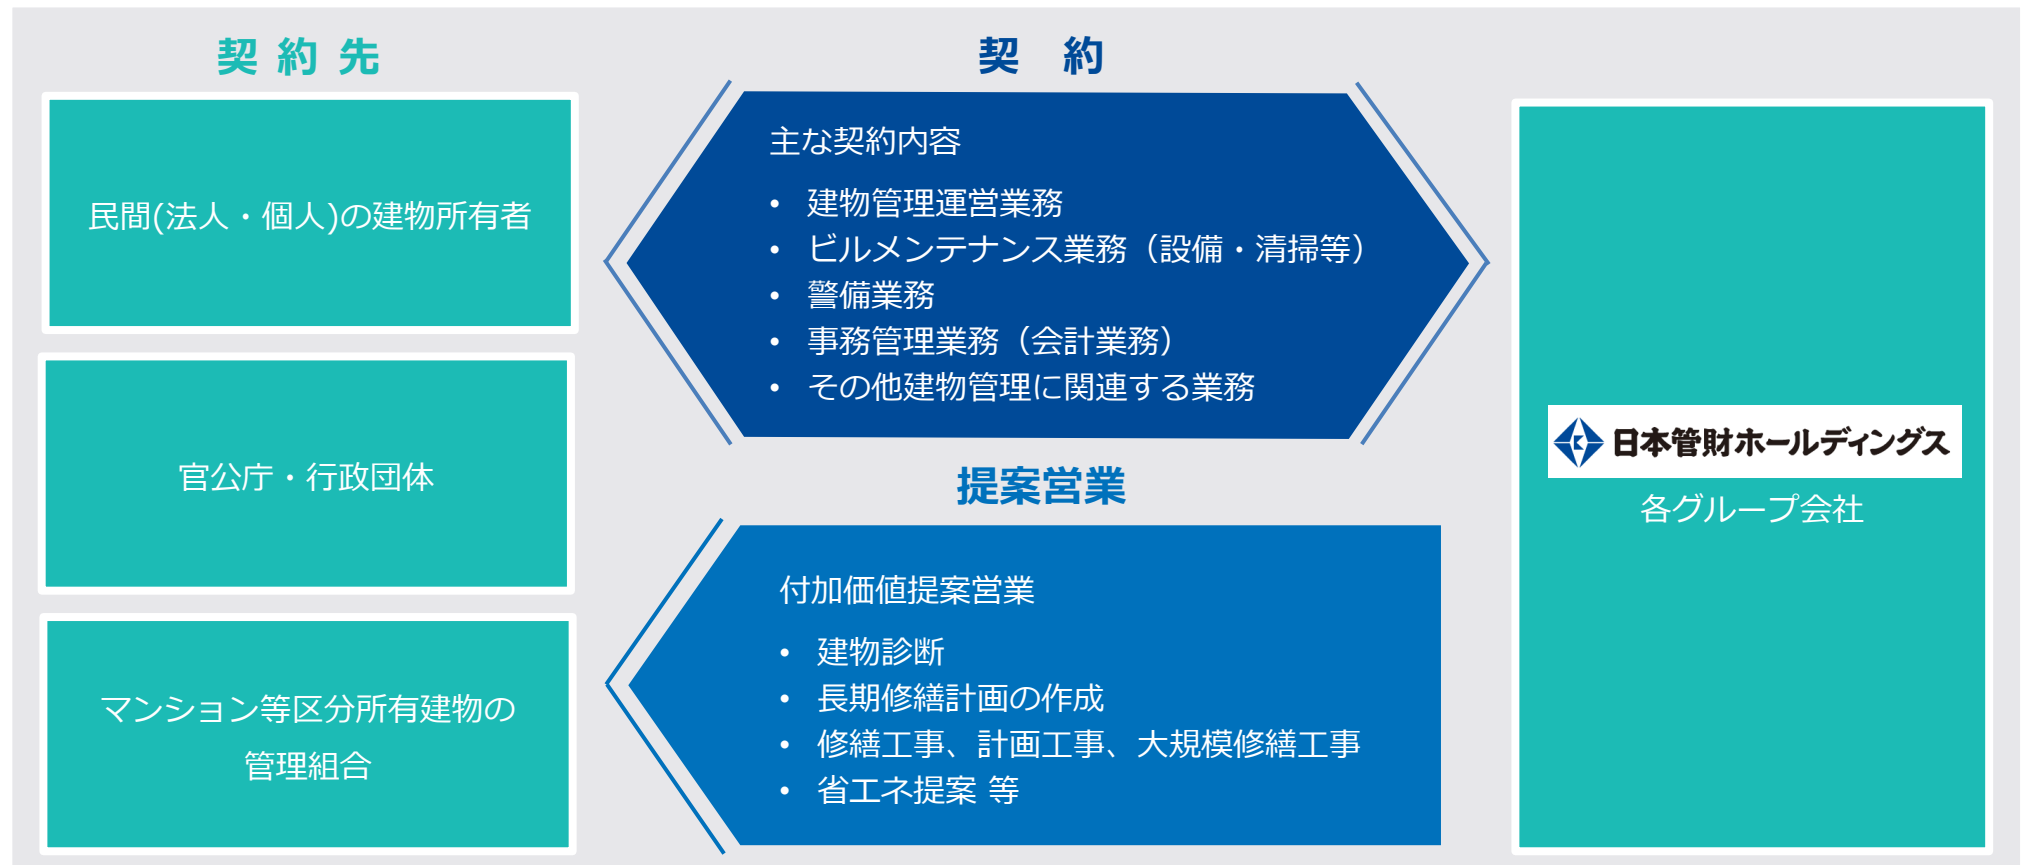 契約先
民間(法人・個人)の建物所有者
官公庁・行政団体
マンション等区分所有建物の
管理組合
契 約
主な契約内容
• 建物管理運営業務
• ビルメンテナンス業務（設備・清掃等）
• 警備業務
• 事務管理業務（会計業務）
• その他建物管理に関連する業務
提案営業
付加価値提案営業
• 建物診断
• 長期修繕計画の作成
• 修繕工事、計画工事、大規模修繕工事
• 省エネ提案 等
日本管財ホールディングス
各グループ会社